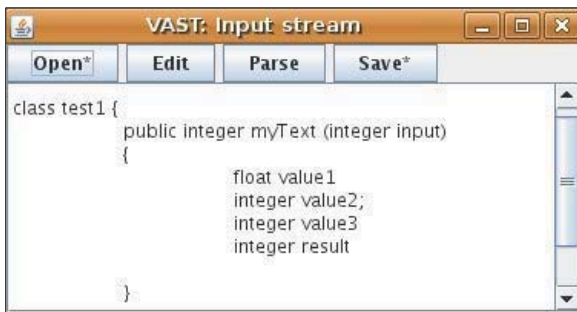 VAST: Input stream
Open* Edit Parse Save*
class test1 {
public integer myText (integer input)
{
float value1
integer value2;
integer value3
integer result
}